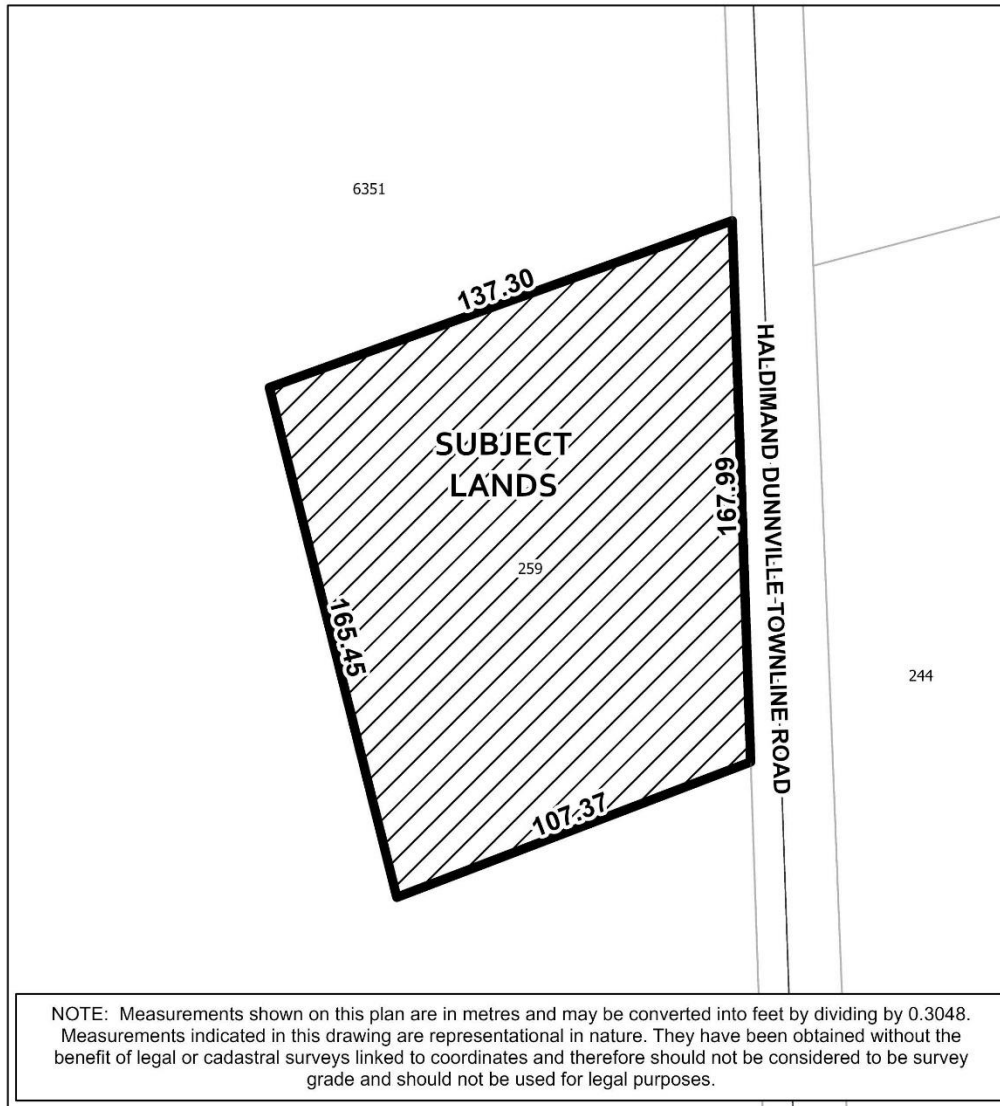 6351
137.30
HALDIMAND DUNNVILLE TOWNLINE ROAD
SUBJECT
LANDS
167.99
259
165.45
244
107.37
NOTE: Measurements shown on this plan are in metres and may be converted into feet by dividing by 0.3048.
Measurements indicated in this drawing are representational in nature. They have been obtained without the
benefit of legal or cadastral surveys linked to coordinates and therefore should not be considered to be survey
grade and should not be used for legal purposes.